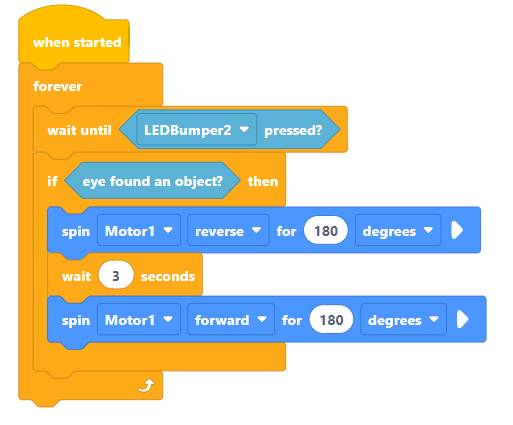 when started
forever
wait until LEDBumper2 pressed?
if eye found an object? then
spin Motor1 reverse for 180 degrees
wait 3 seconds
spin Motor1 forward for 180 degrees